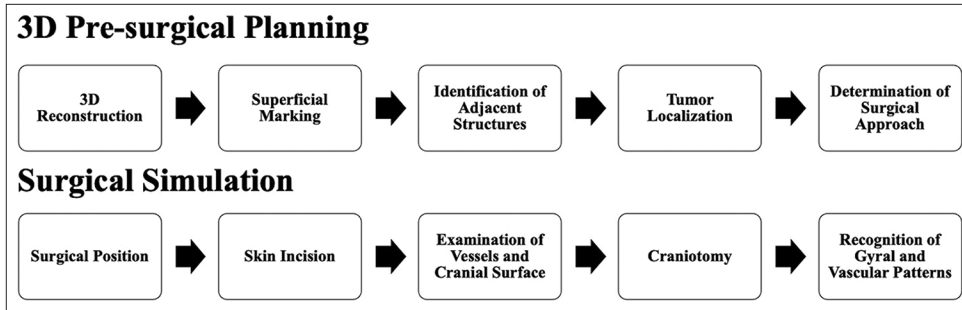 3D Pre-surgical Planning
3D
Reconstruction
Superficial
Marking
Identification of
Adjacent
Structures
Tumor
Localization
Determination of
Surgical
Approach
Surgical Simulation
Surgical Position
Skin Incision
Examination of
Vessels and
Cranial Surface
Craniotomy
Recognition of
Gyral and
Vascular Patterns